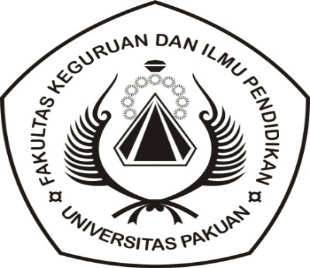 FAKULTAS KEGURUAN DAN ILMU PENDIDIKAN
UNIVERSITAS PAKUAN